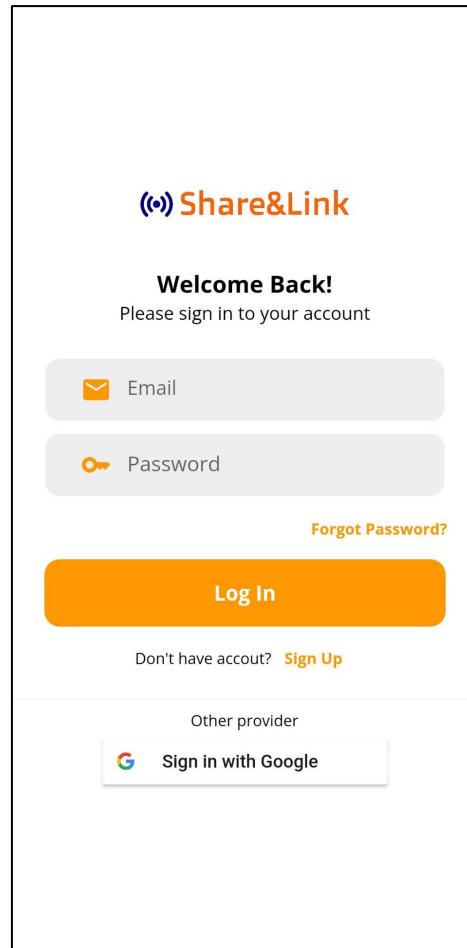 Share&Link
Welcome Back!
Please sign in to your account
Email
Password
Forgot Password?
Log In
Don't have accout? Sign Up
Other provider
Sign in with Google